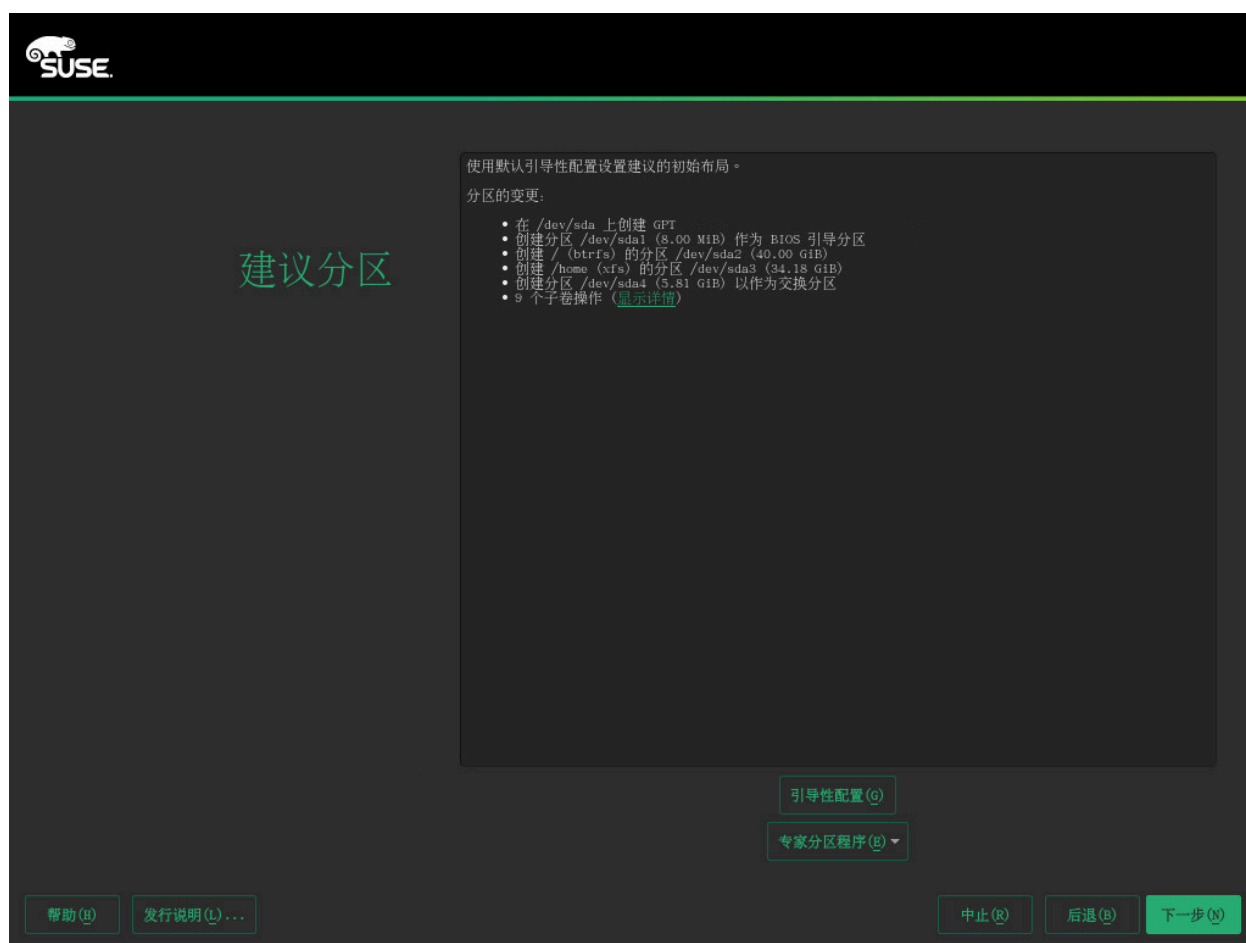 SUSE.
使用默认引导性配置设置建议的初始布局。
分区的变更:
• 在 /dev/sda 上创建 GPT
• 创建分区 /dev/sda1 (8.00 MiB) 作为 BIOS 引导分区
• 创建 / (btrfs) 的分区 /dev/sda2 (40.00 GiB)
• 创建 /home (xfs) 的分区 /dev/sda3 (34.18 GiB)
• 创建分区 /dev/sda4 (5.81 GiB) 以作为交换分区
• 9 个子卷操作 (显示详情)
建议分区
引导性配置(G)
专家分区程序(E)
帮助(H) 发行说明(L)... 中止(R) 后退(B) 下一步(N)